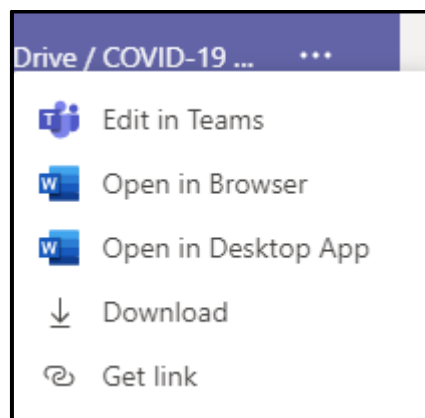 Drive / COVID-19 ... ...
Edit in Teams
Open in Browser
Open in Desktop App
Download
Get link